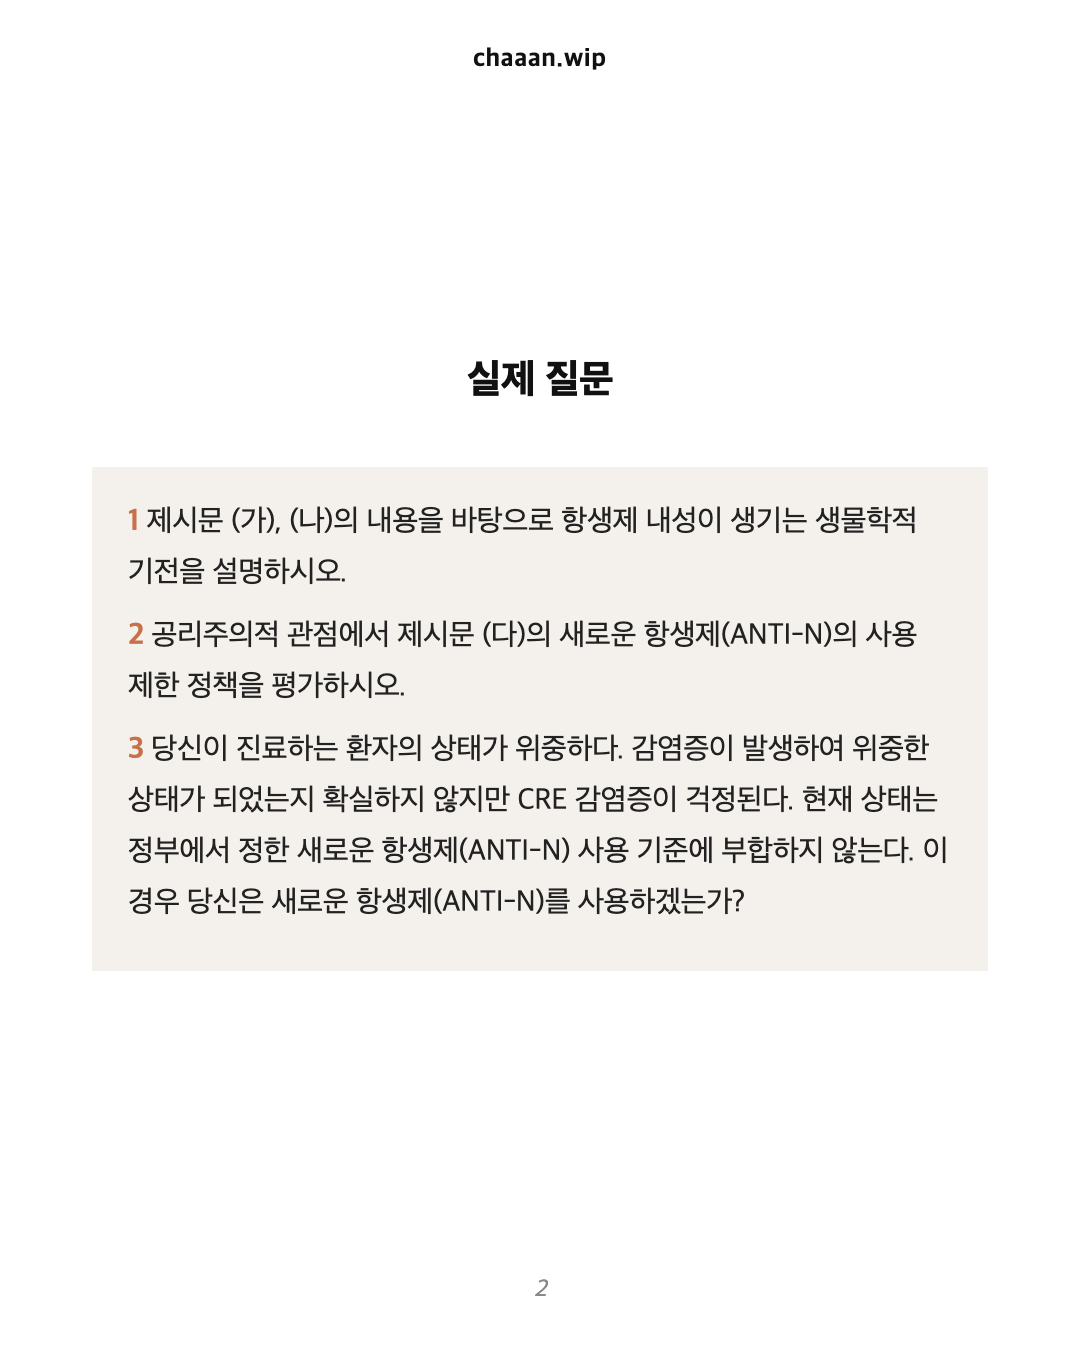 chaaan.wip
실제 질문
1 제시문 (가), (나)의 내용을 바탕으로 항생제 내성이 생기는 생물학적
기전을 설명하시오.
2 공리주의적 관점에서 제시문 (다)의 새로운 항생제(ANTI-N)의 사용
제한 정책을 평가하시오.
3 당신이 진료하는 환자의 상태가 위중하다. 감염증이 발생하여 위중한
상태가 되었는지 확실하지 않지만 CRE 감염증이 걱정된다. 현재 상태는
정부에서 정한 새로운 항생제(ANTI-N) 사용 기준에 부합하지 않는다. 이
경우 당신은 새로운 항생제(ANTI-N)를 사용하겠는가?
2